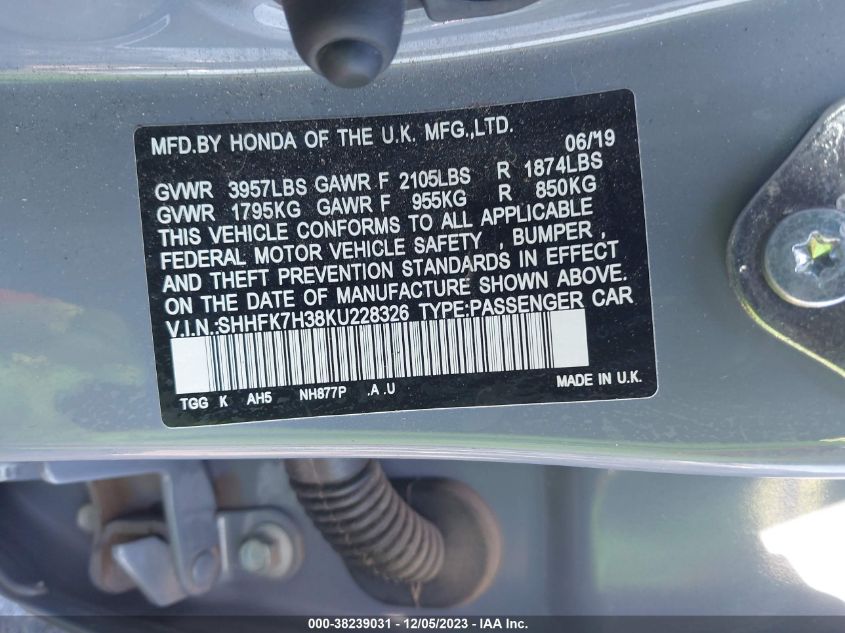 MFD.BY HONDA OF THE U.K. MFG.,LTD. 06/'19
GVWR 3957LBS GAWR F 2105LBS R 1874LBS
GVWR 1795KG GAWR F 955KG R 850KG
THIS VEHICLE CONFORMS TO ALL APPLICABLE
FEDERAL MOTOR VEHICLE SAFETY , BUMPER ,
AND THEFT PREVENTION STANDARDS IN EFFECT
ON THE DATE OF MANUFACTURE SHOWN ABOVE.
V.I.N.:SHHFK7H38KU228326 TYPE:PASSENGER CAR
TGG K AH5 NH877P .A .U MADE IN U.K.
000-38239031 - 12/05/2023 - IAA Inc.